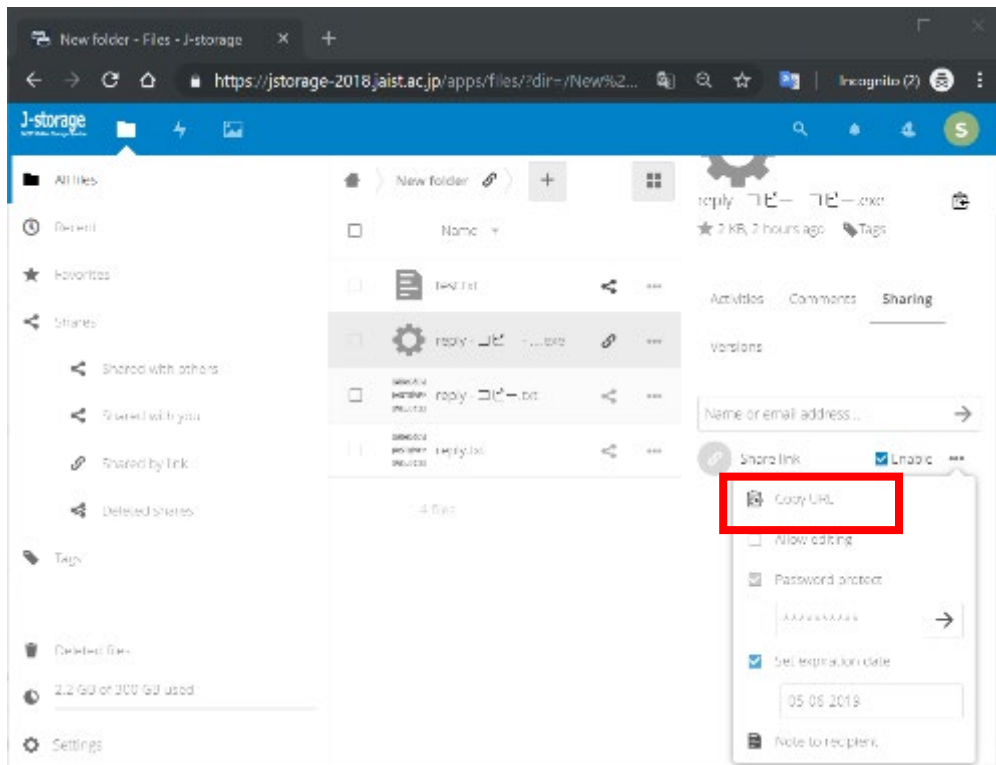 New folder - Files - J-storage
https://jstorage-2018.jaist.ac.jp/apps/files/?dir=/New%2...
Incognito (2)
J-storage
S
All files
Recent
Favorites
Shares
Shared with others
Shared with you
Shared by link
Deleted shares
Tags
Deleted files
2.2 GB of 300 GB used
Settings
New folder
Name
test.txt
reply - コピー - ....exe
reply - コピー.txt
reply.txt
4 files
reply - コピー - コピー.exe
2 KB, 2 hours ago Tags
Activities Comments Sharing
Versions
Name or email address...
Share link Enable
Copy URL
Allow editing
Password protect
**********
Set expiration date
05-06-2019
Note to recipient